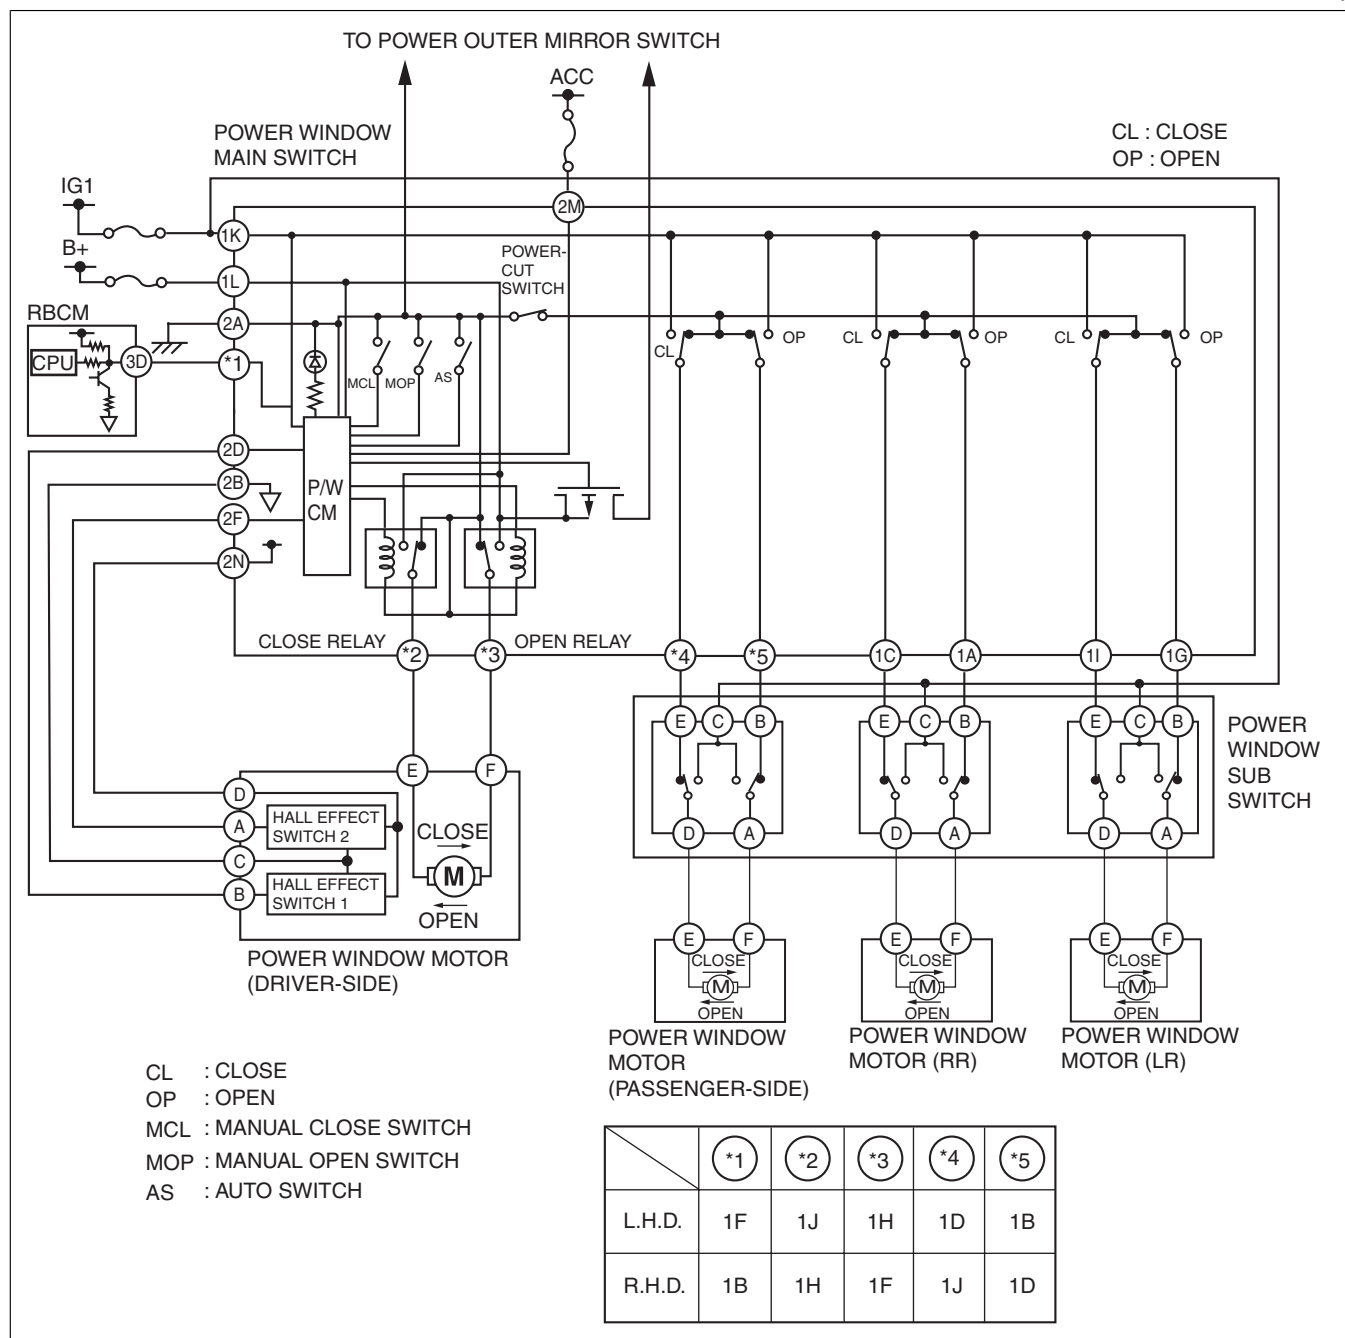 TO POWER OUTER MIRROR SWITCH
ACC
POWER WINDOW
MAIN SWITCH
CL : CLOSE
OP : OPEN
IG1
2M
1K
B+
POWER-
CUT
SWITCH
1L
RBCM
2A
CL
OP
CL
OP
CL
OP
CPU
3D
*1
MCL
MOP
AS
2D
2B
P/W
CM
2F
2N
CLOSE RELAY
*2
*3
OPEN RELAY
*4
*5
1C
1A
1I
1G
E
C
B
E
C
B
E
C
B
POWER
WINDOW
SUB
SWITCH
E
F
D
A
HALL EFFECT
SWITCH 2
CLOSE
D
A
D
A
D
A
C
M
B
HALL EFFECT
SWITCH 1
OPEN
POWER WINDOW MOTOR
(DRIVER-SIDE)
E
F
E
F
E
F
CLOSE
CLOSE
CLOSE
M
M
M
OPEN
OPEN
OPEN
POWER WINDOW
MOTOR
(PASSENGER-SIDE)
POWER WINDOW
MOTOR (RR)
POWER WINDOW
MOTOR (LR)
CL : CLOSE
OP : OPEN
MCL : MANUAL CLOSE SWITCH
MOP : MANUAL OPEN SWITCH
AS : AUTO SWITCH
*1 *2 *3 *4 *5
L.H.D. 1F 1J 1H 1D 1B
R.H.D. 1B 1H 1F 1J 1D